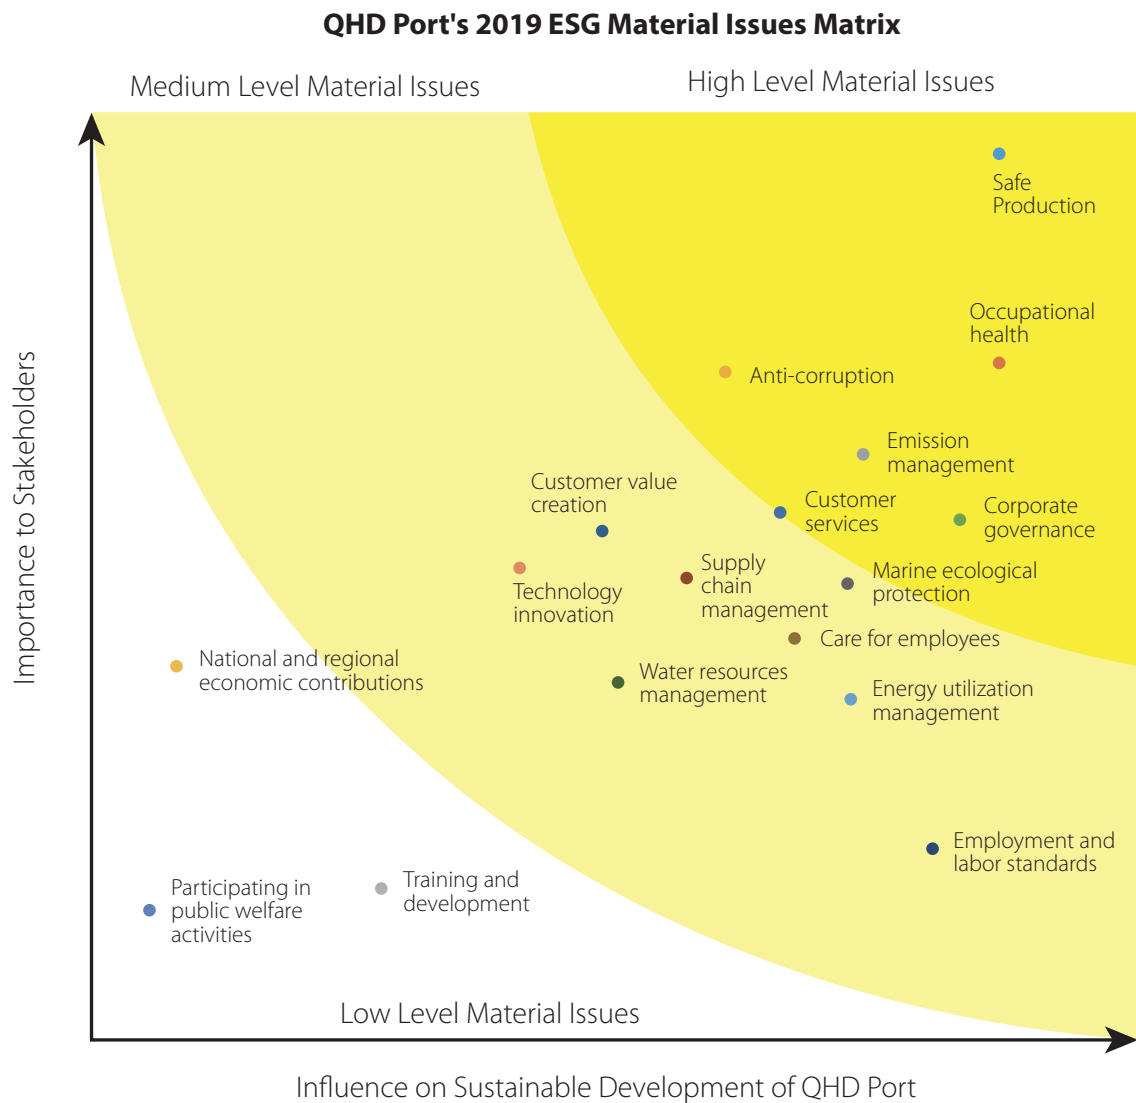 QHD Port's 2019 ESG Material Issues Matrix
Medium Level Material Issues
High Level Material Issues
Safe
Production
Occupational
health
Anti-corruption
Emission
management
Customer value
creation
Customer
services
Corporate
governance
Supply
chain
management
Marine ecological
protection
Technology
innovation
Care for employees
National and regional
economic contributions
Water resources
management
Energy utilization
management
Employment and
labor standards
Training and
development
Participating in
public welfare
activities
Low Level Material Issues
Importance to Stakeholders
Influence on Sustainable Development of QHD Port